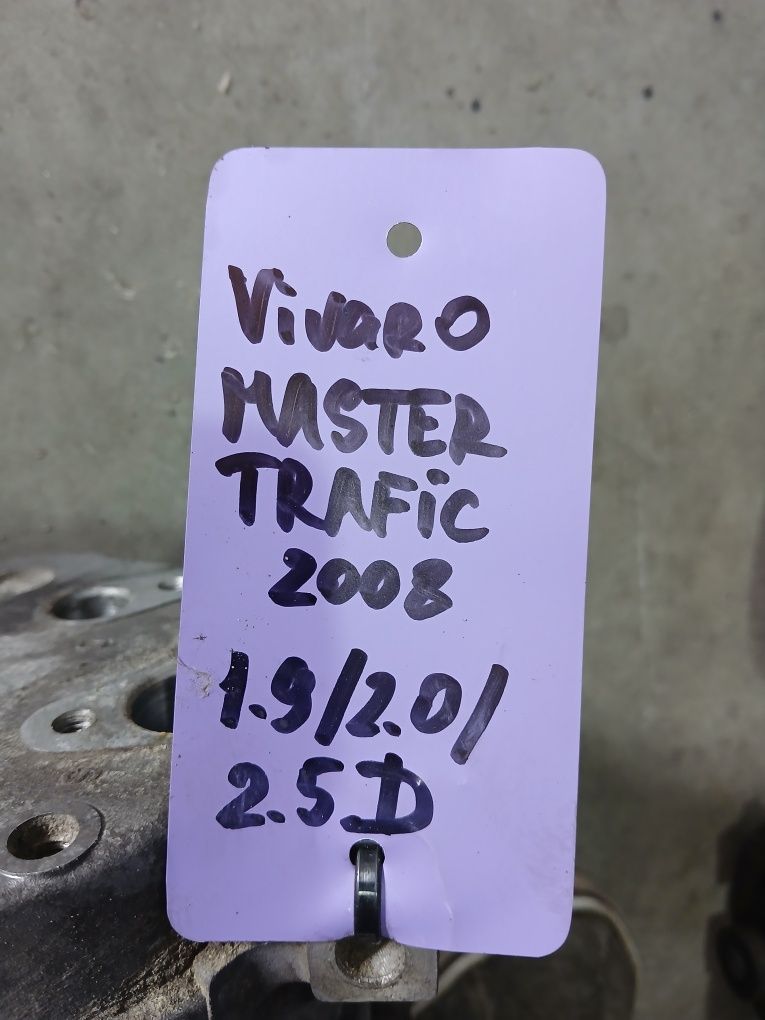 Vivaro
MASTER
TRAFiC
2008
1.9/2.0/
2.5D